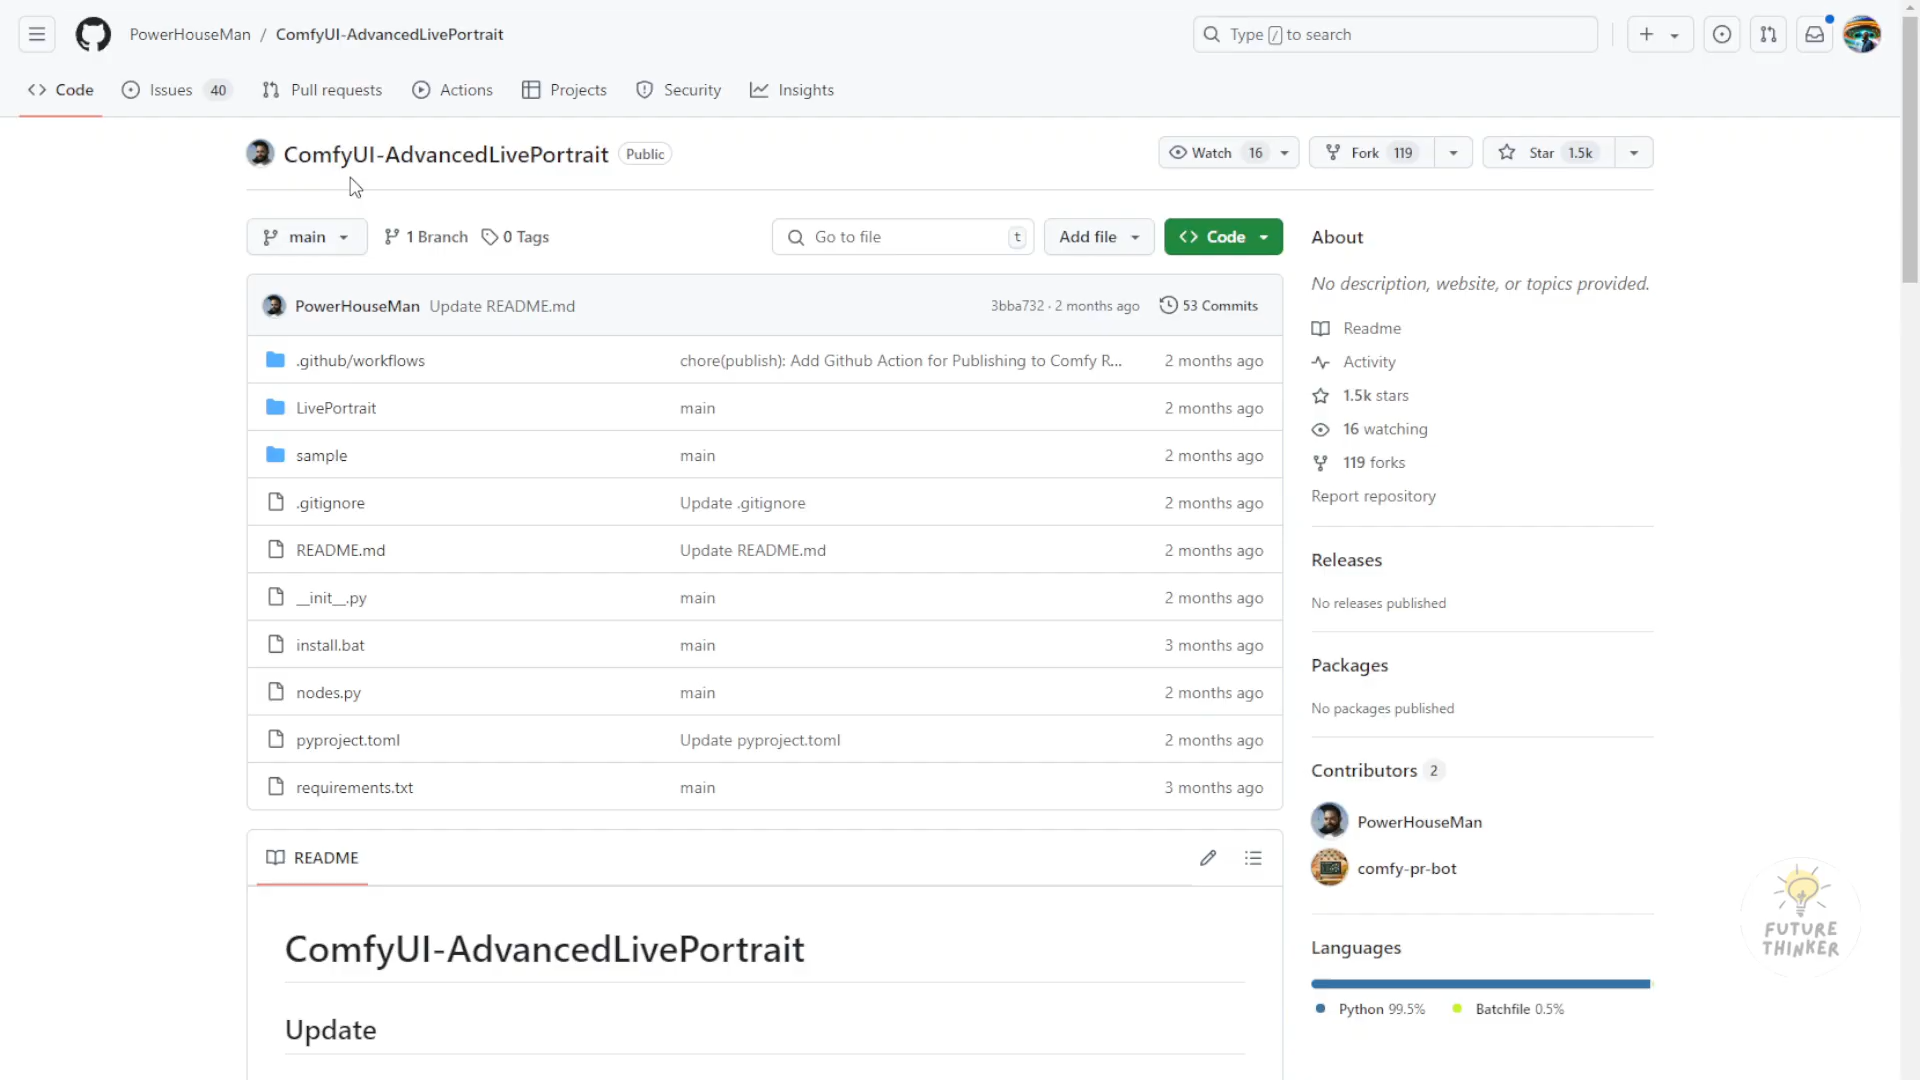 PowerHouseMan / ComfyUI-AdvancedLivePortrait
Type / to search
Code Issues 40 Pull requests Actions Projects Security Insights
ComfyUI-AdvancedLivePortrait Public
Watch 16 Fork 119 Star 1.5k
main 1 Branch 0 Tags Go to file t Add file Code
PowerHouseMan Update README.md 3bba732 · 2 months ago 53 Commits
.github/workflows chore(publish): Add Github Action for Publishing to Comfy R... 2 months ago
LivePortrait main 2 months ago
sample main 2 months ago
.gitignore Update .gitignore 2 months ago
README.md Update README.md 2 months ago
__init__.py main 2 months ago
install.bat main 3 months ago
nodes.py main 2 months ago
pyproject.toml Update pyproject.toml 2 months ago
requirements.txt main 3 months ago
README
ComfyUI-AdvancedLivePortrait
Update
About
No description, website, or topics provided.
Readme
Activity
1.5k stars
16 watching
119 forks
Report repository
Releases
No releases published
Packages
No packages published
Contributors 2
PowerHouseMan
comfy-pr-bot
Languages
Python 99.5% Batchfile 0.5%
FUTURE
THINKER